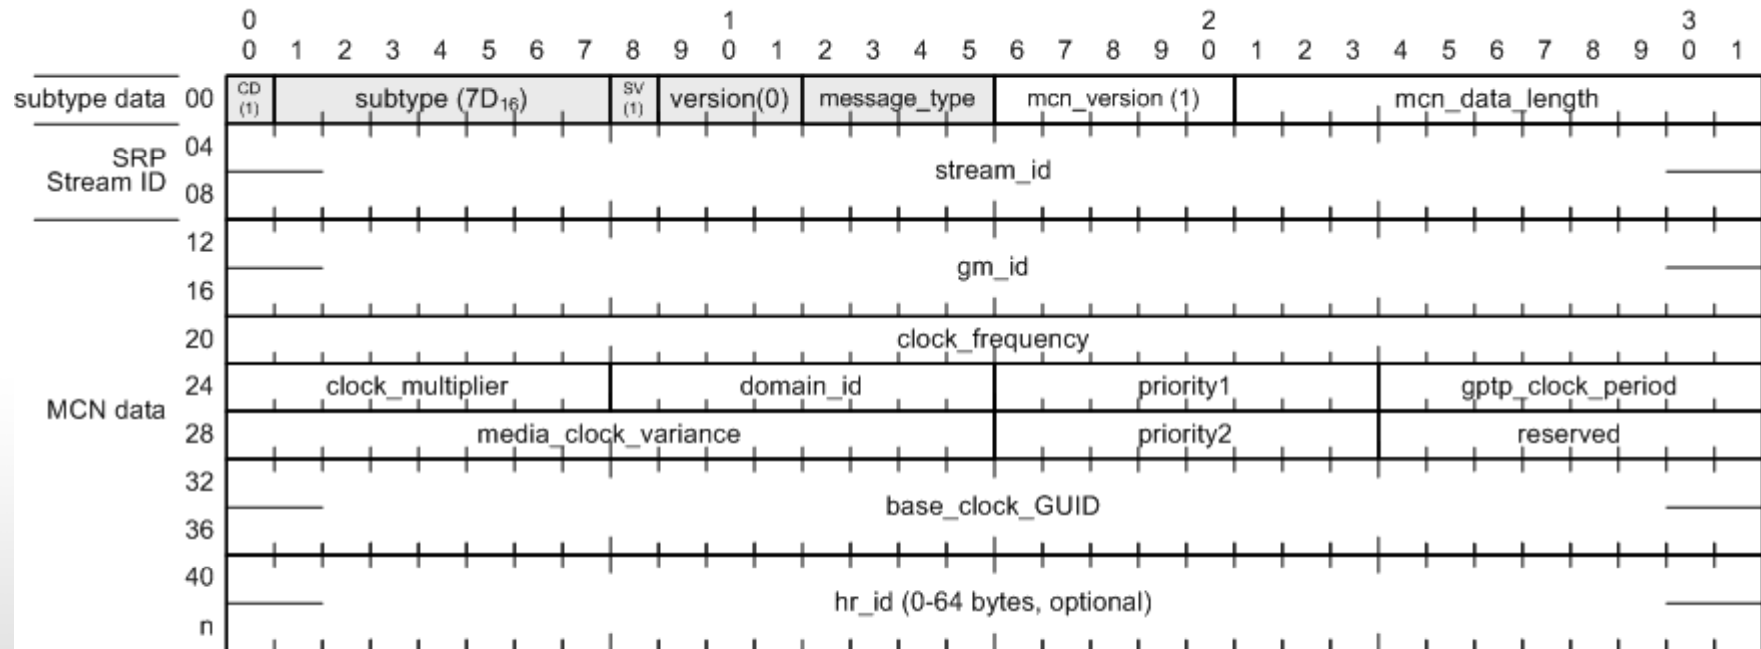 0 1 2 3
0 1 2 3 4 5 6 7 8 9 0 1 2 3 4 5 6 7 8 9 0 1 2 3 4 5 6 7 8 9 0 1
subtype data 00 CD (1) subtype (7D₁₆) SV (1) version(0) message_type mcn_version (1) mcn_data_length
SRP Stream ID 04 08 stream_id
12 16 gm_id
20 clock_frequency
MCN data 24 clock_multiplier domain_id priority1 gptp_clock_period
28 media_clock_variance priority2 reserved
32 36 base_clock_GUID
40 n hr_id (0-64 bytes, optional)